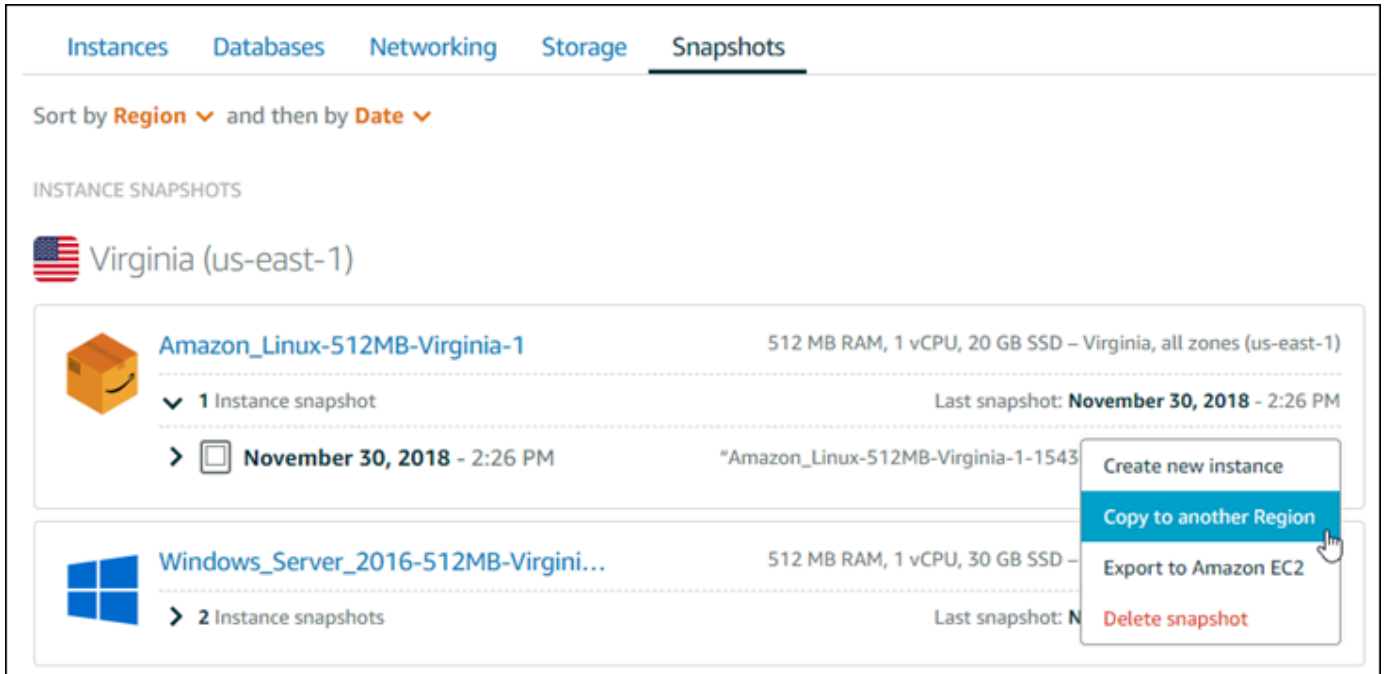 Instances Databases Networking Storage Snapshots
Sort by Region and then by Date
INSTANCE SNAPSHOTS
Virginia (us-east-1)
Amazon_Linux-512MB-Virginia-1 512 MB RAM, 1 vCPU, 20 GB SSD – Virginia, all zones (us-east-1)
1 Instance snapshot Last snapshot: November 30, 2018 - 2:26 PM
November 30, 2018 - 2:26 PM "Amazon_Linux-512MB-Virginia-1-1543
Create new instance
Copy to another Region
Export to Amazon EC2
Delete snapshot
Windows_Server_2016-512MB-Virgini... 512 MB RAM, 1 vCPU, 30 GB SSD –
2 Instance snapshots Last snapshot: N